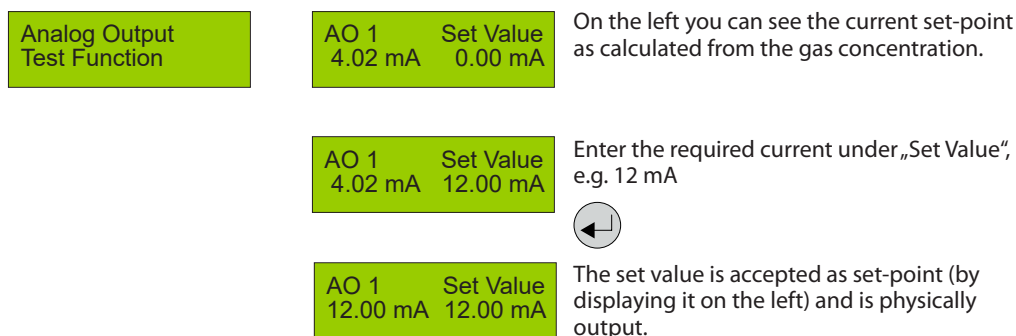 Analog Output
Test Function
AO 1 Set Value
4.02 mA 0.00 mA
On the left you can see the current set-point
as calculated from the gas concentration.
AO 1 Set Value
4.02 mA 12.00 mA
Enter the required current under „Set Value“,
e.g. 12 mA
AO 1 Set Value
12.00 mA 12.00 mA
The set value is accepted as set-point (by
displaying it on the left) and is physically
output.